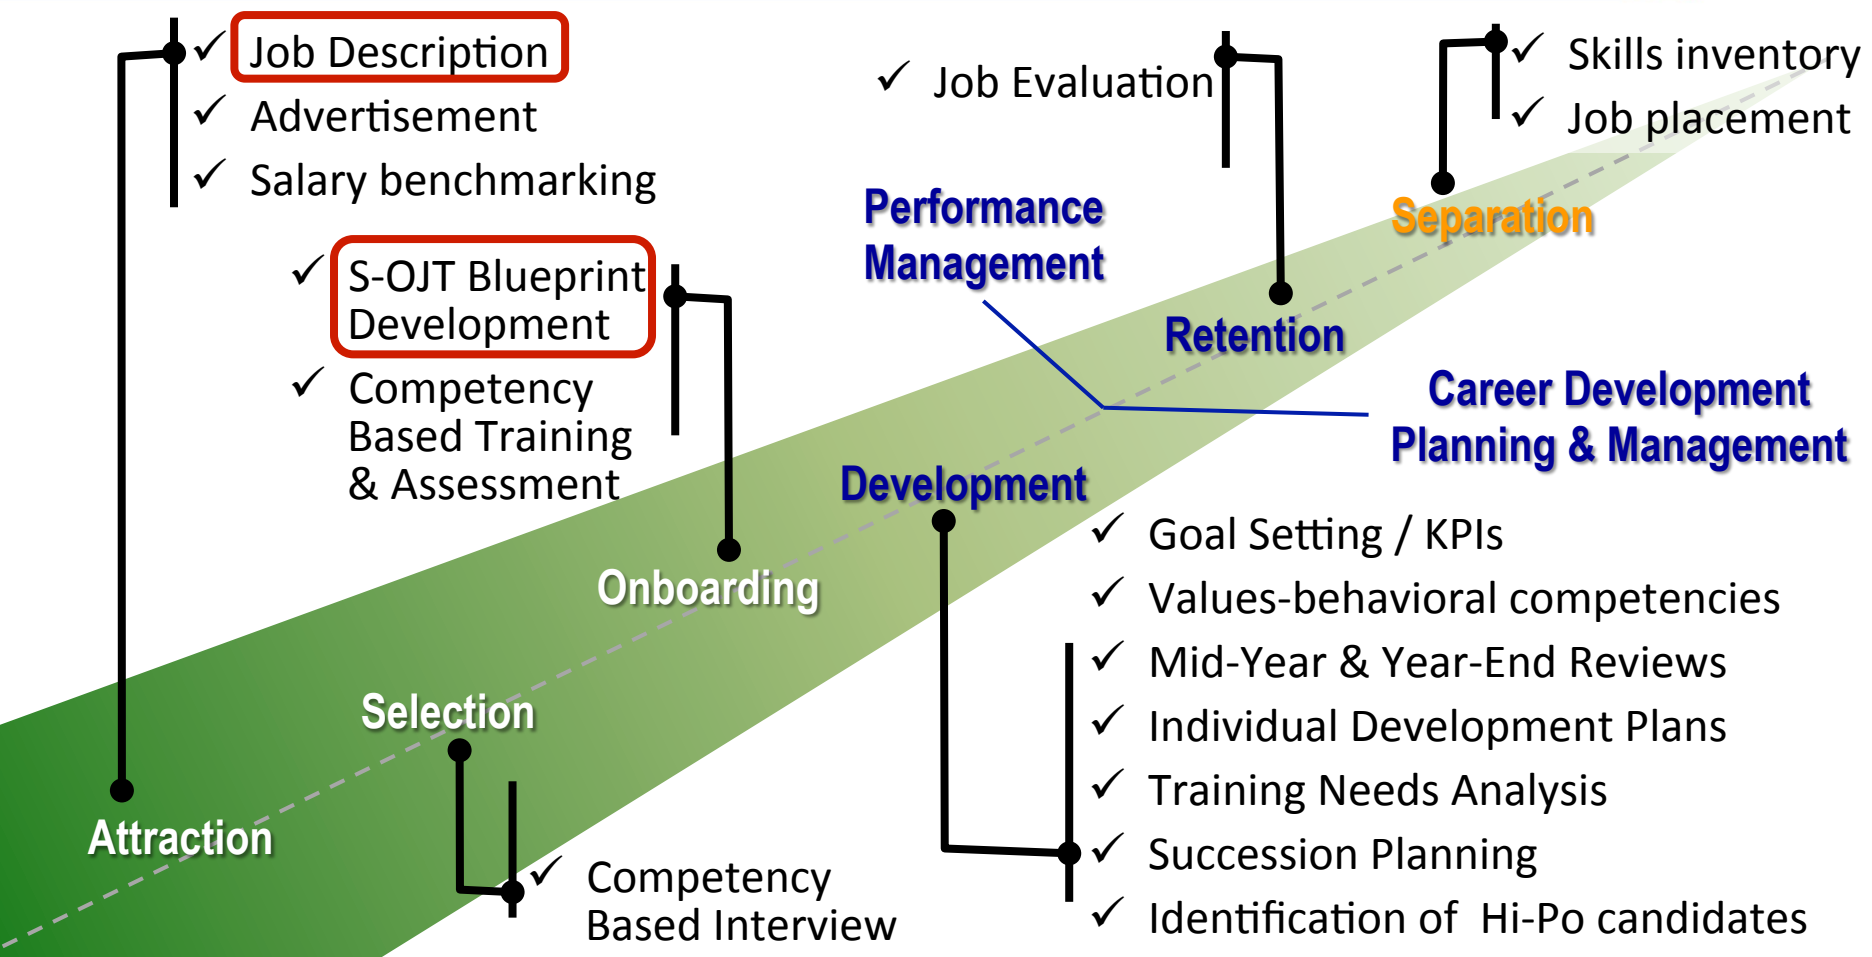 ✓ Job Description
✓ Advertisement
✓ Salary benchmarking
✓ S-OJT Blueprint
Development
✓ Competency
Based Training
& Assessment
✓ Job Evaluation
✓ Skills inventory
✓ Job placement
Performance
Management
Separation
Retention
Career Development
Planning & Management
Development
Onboarding
Selection
Attraction
✓ Competency
Based Interview
✓ Goal Setting / KPIs
✓ Values-behavioral competencies
✓ Mid-Year & Year-End Reviews
✓ Individual Development Plans
✓ Training Needs Analysis
✓ Succession Planning
✓ Identification of Hi-Po candidates